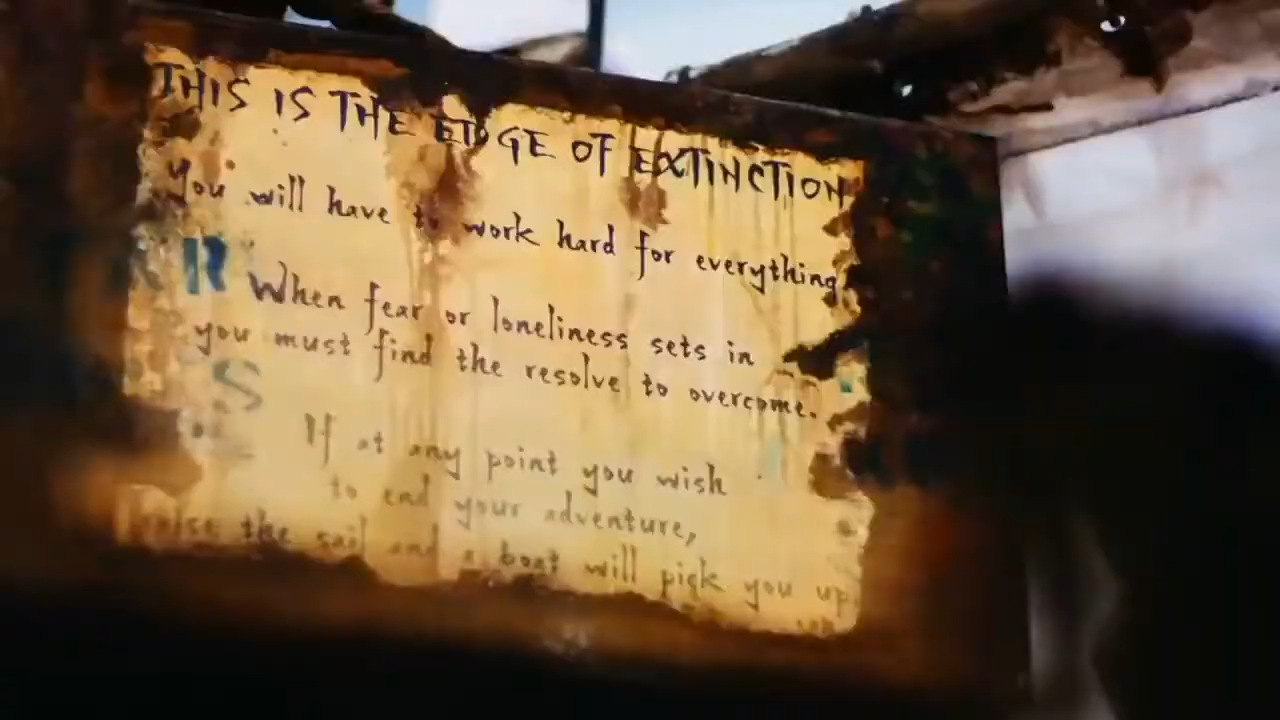 THIS IS THE EDGE OF EXTINCTION
You will have to work hard for everything.
R
When fear or loneliness sets in
you must find the resolve to overcome.
S
If at any point you wish
to end your adventure,
raise the sail and a boat will pick you up